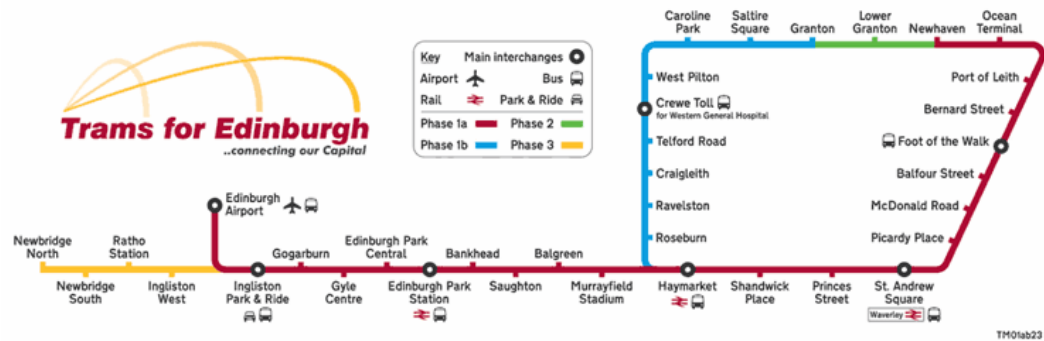 Trams for Edinburgh
..connecting our Capital
Key Main interchanges
Airport Bus
Rail Park & Ride
Phase 1a Phase 2
Phase 1b Phase 3
Caroline
Park
Saltire
Square
Granton
Lower
Granton
Newhaven
Ocean
Terminal
West Pilton
Crewe Toll
for Western General Hospital
Telford Road
Craigleith
Ravelston
Roseburn
Port of Leith
Bernard Street
Foot of the Walk
Balfour Street
McDonald Road
Picardy Place
Edinburgh
Airport
Newbridge
North
Ratho
Station
Gogarburn
Edinburgh Park
Central
Bankhead
Balgreen
Newbridge
South
Ingliston
West
Ingliston
Park & Ride
Gyle
Centre
Edinburgh Park
Station
Saughton
Murrayfield
Stadium
Haymarket
Shandwick
Place
Princes
Street
St. Andrew
Square
Waverley
TM01ab23